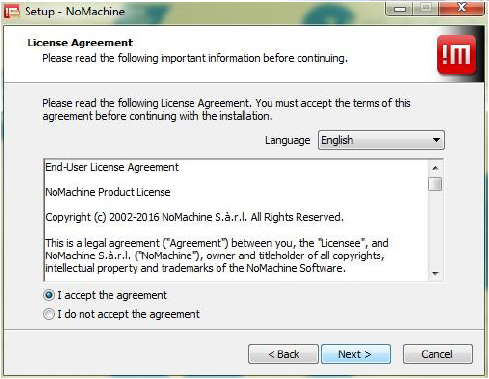 Setup - NoMachine
License Agreement
Please read the following important information before continuing.
!M
Please read the following License Agreement. You must accept the terms of this
agreement before continuing with the installation.
Language English
End-User License Agreement
NoMachine Product License
Copyright (c) 2002-2016 NoMachine S.à.r.l. All Rights Reserved.
This is a legal agreement ("Agreement") between you, the "Licensee", and
NoMachine S.à.r.l. ("NoMachine"), owner and titleholder of all copyrights,
intellectual property and trademarks of the NoMachine Software.
I accept the agreement
I do not accept the agreement
< Back Next > Cancel